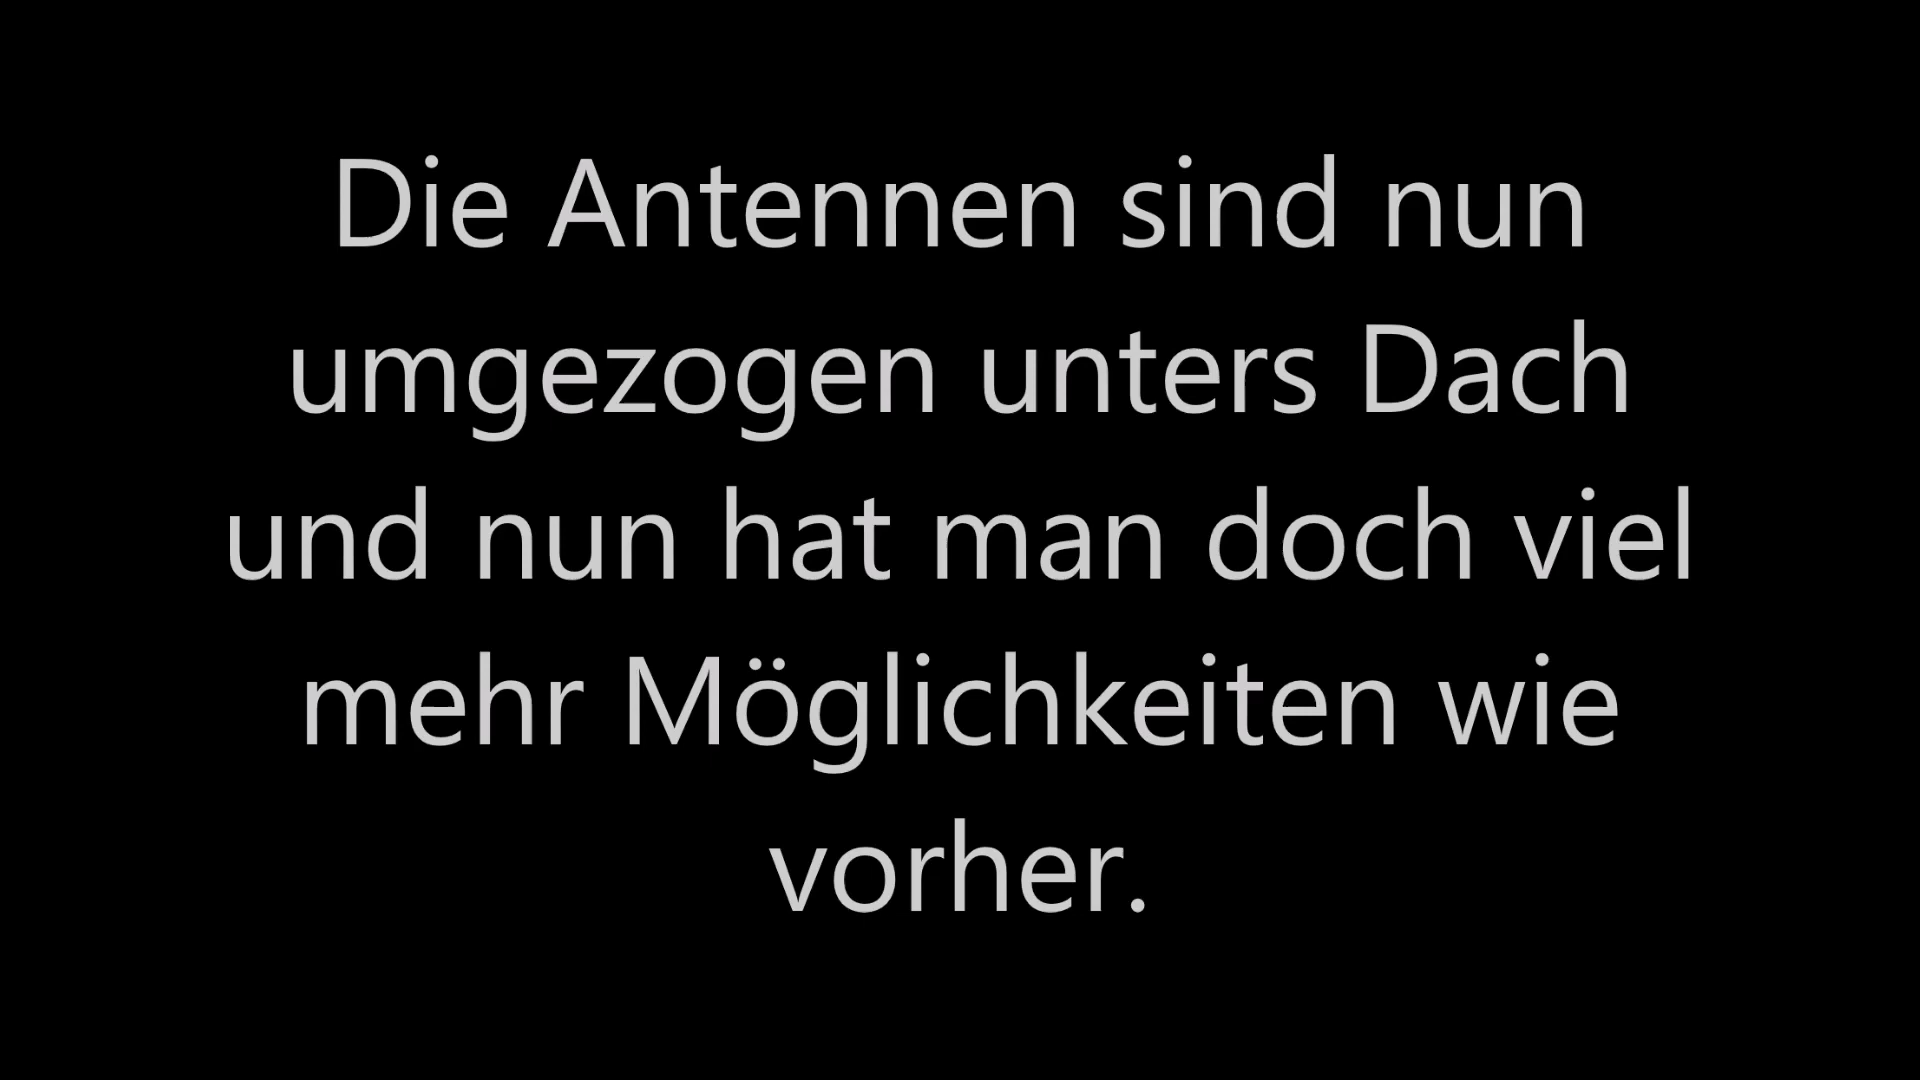 Die Antennen sind nun
umgezogen unters Dach
und nun hat man doch viel
mehr Möglichkeiten wie
vorher.